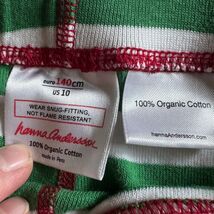 euro 140cm
US 10
WEAR SNUG-FITTING,
NOT FLAME RESISTANT
hanna Andersson
100% Organic Cotton
made in Peru
100% Organic Cotton
hannaAndersson.com